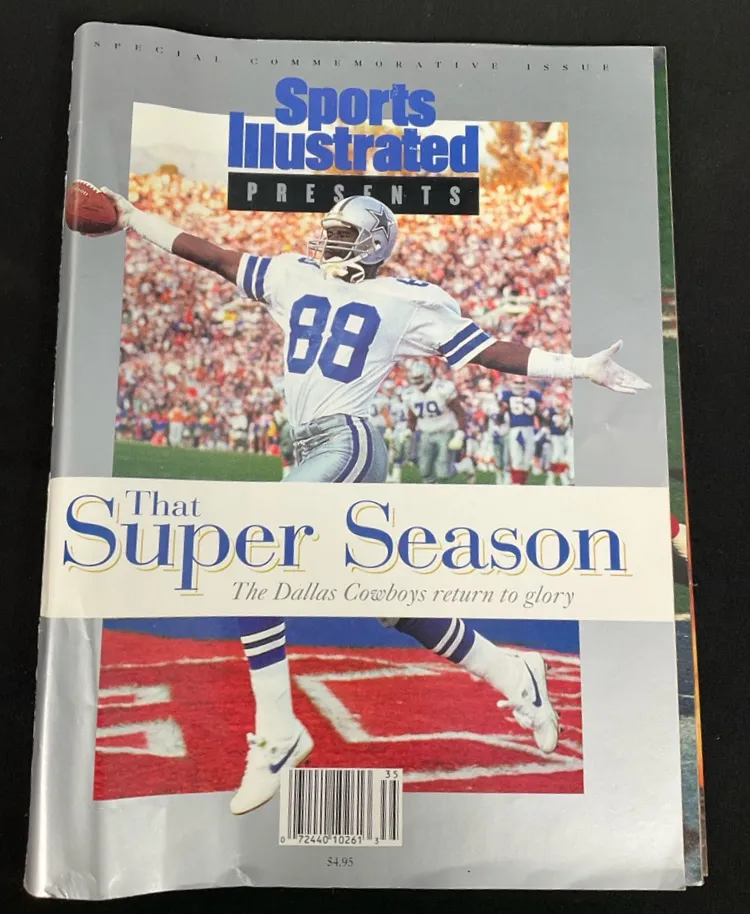 SPECIAL COMMEMORATIVE ISSUE
Sports
Illustrated
PRESENTS
88
79
53
That
Super Season
The Dallas Cowboys return to glory
35
0 72440 10261 3
$4.95